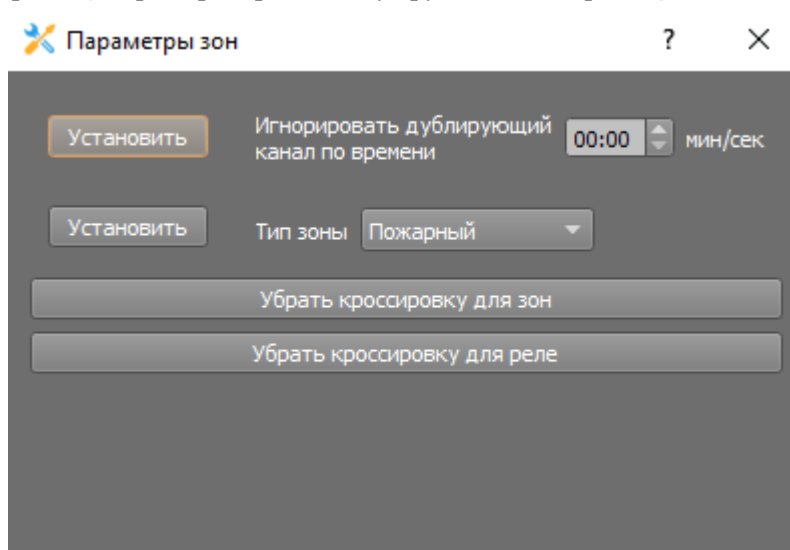 Параметры зон
?
Установить
Игнорировать дублирующий
канал по времени
00:00
мин/сек
Установить
Тип зоны
Пожарный
Убрать кроссировку для зон
Убрать кроссировку для реле